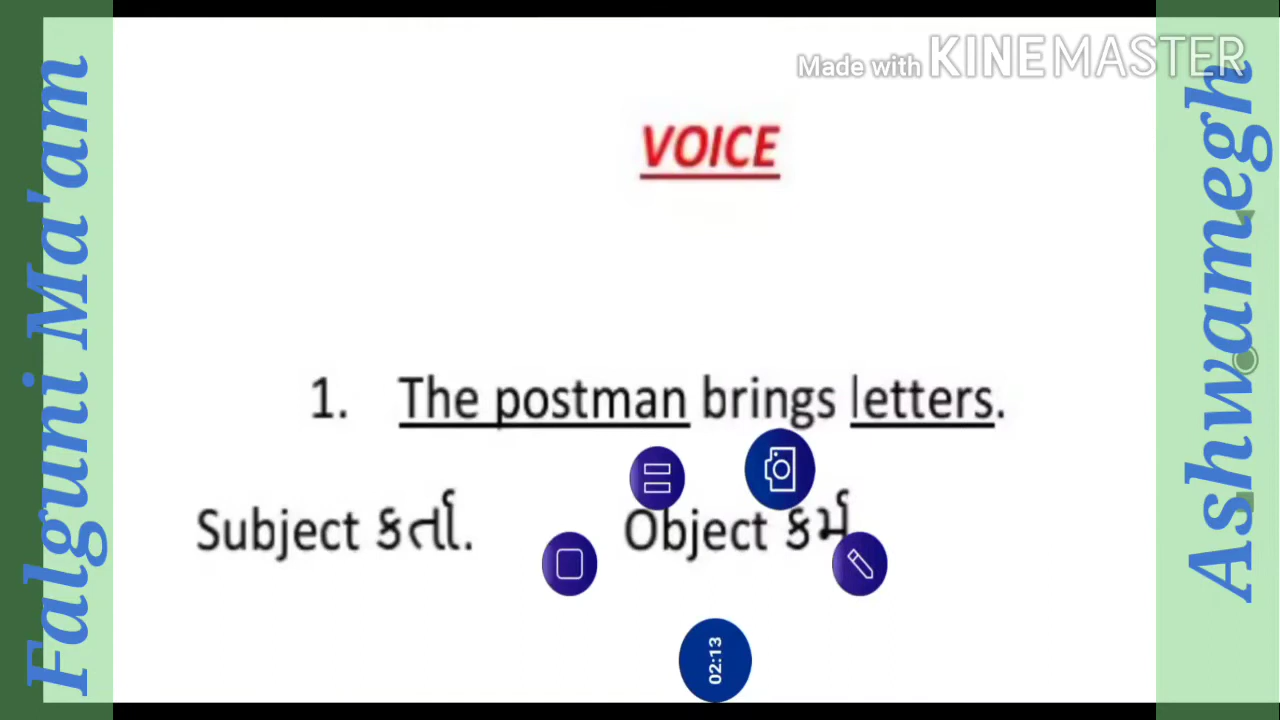 Made with KINEMASTER
Falguni Ma'am
VOICE
1. The postman brings letters.
Subject કર્તા.
Object કર્મ
02:13
Ashwamegh